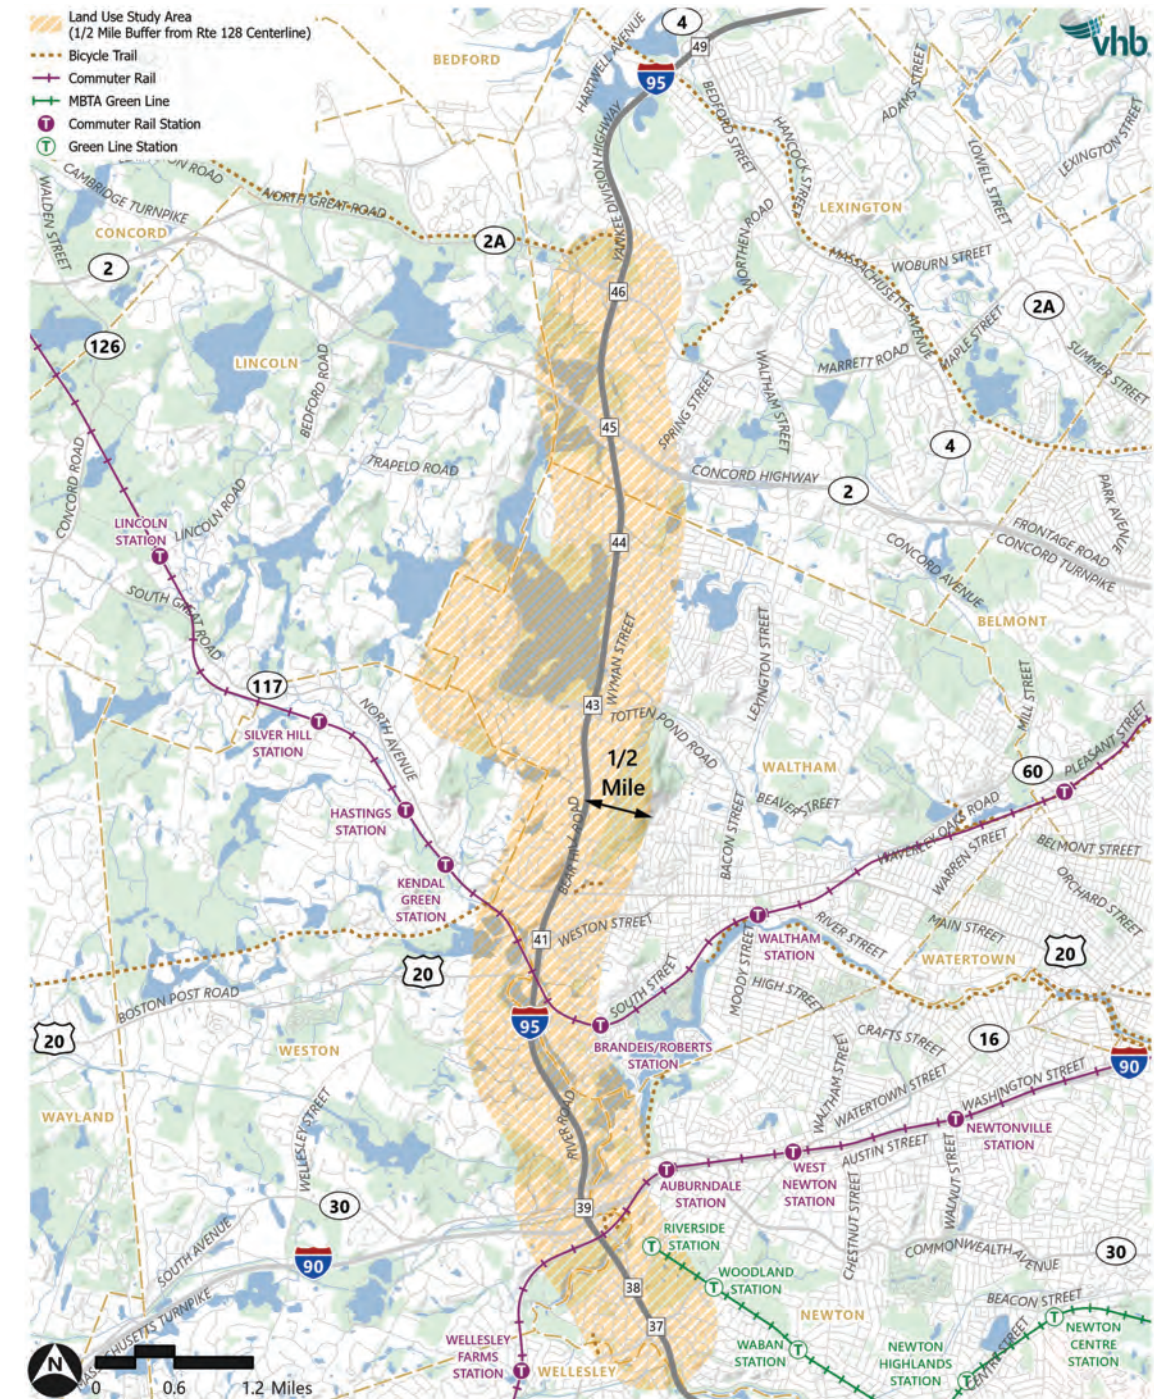 Land Use Study Area
(1/2 Mile Buffer from Rte 128 Centerline)
Bicycle Trail
Commuter Rail
MBTA Green Line
T Commuter Rail Station
T Green Line Station
vhb
4
49
95
BEDFORD
HARTWELL AVENUE
BEDFORD STREET
ADAMS STREET
HANCOCK STREET
LOWELL STREET
LEXINGTON STREET
YANKEE DIVISION HIGHWAY
CAMBRIDGE TURNPIKE
WALDEN STREET
NORTH GREAT ROAD
LEXINGTON
CONCORD
2A
2
WOBURN STREET
MASSACHUSETTS AVENUE
46
2A
126
LINCOLN
BEDFORD ROAD
WALTHAM STREET
MARRETT ROAD
MAPLE STREET
SUMMER STREET
SPRING STREET
45
4
TRAPELO ROAD
CONCORD HIGHWAY
2
PARK AVENUE
CONCORD ROAD
LINCOLN ROAD
LINCOLN
STATION
T
44
FRONTAGE ROAD
CONCORD TURNPIKE
CONCORD AVENUE
SOUTH GREAT ROAD
BELMONT
WYMAN STREET
LEXINGTON STREET
117
MILL STREET
43
TOTTEN POND ROAD
T
SILVER HILL
STATION
NORTH AVENUE
PLEASANT STREET
1/2
Mile
WALTHAM
60
HASTINGS
STATION
T
BEAVER STREET
T
WAVERLEY OAKS ROAD
BELMONT STREET
BEAR HILL ROAD
BACON STREET
WARREN STREET
ORCHARD STREET
T
KENDAL
GREEN
STATION
T
WALTHAM
STATION
RIVER STREET
MAIN STREET
41
WESTON STREET
20
20
WATERTOWN
MOODY STREET
HIGH STREET
SOUTH STREET
BOSTON POST ROAD
95
T
BRANDEIS/ROBERTS
STATION
20
WESTON
CRAFTS STREET
16
90
WALTHAM STREET
WATERTOWN STREET
WASHINGTON STREET
WAYLAND
WELLESLEY STREET
RIVER ROAD
T
NEWTONVILLE
STATION
AUSTIN STREET
T
WEST
NEWTON
STATION
T
AUBURNDALE
STATION
WALNUT STREET
CHESTNUT STREET
30
39
RIVERSIDE
STATION
T
SOUTH AVENUE
90
COMMONWEALTH AVENUE
30
WOODLAND
STATION
T
38
BEACON STREET
MASSACHUSETTS TURNPIKE
NEWTON
37
T
NEWTON
CENTRE
STATION
WABAN
STATION
T
NEWTON
HIGHLANDS
STATION
T
CENTRE STREET
WELLESLEY
FARMS
STATION
T
WELLESLEY
N
0 0.6 1.2 Miles